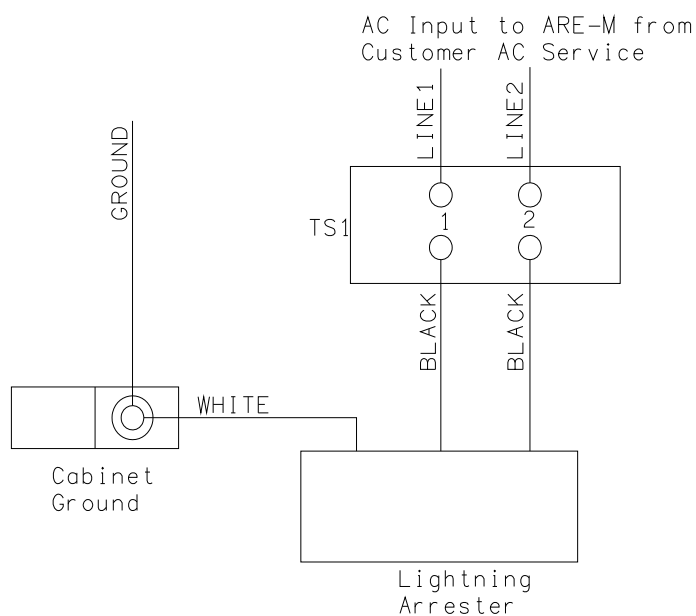 AC Input to ARE-M from
Customer AC Service
LINE1
LINE2
GROUND
TS1
1
2
BLACK
BLACK
WHITE
Cabinet
Ground
Lightning
Arrester